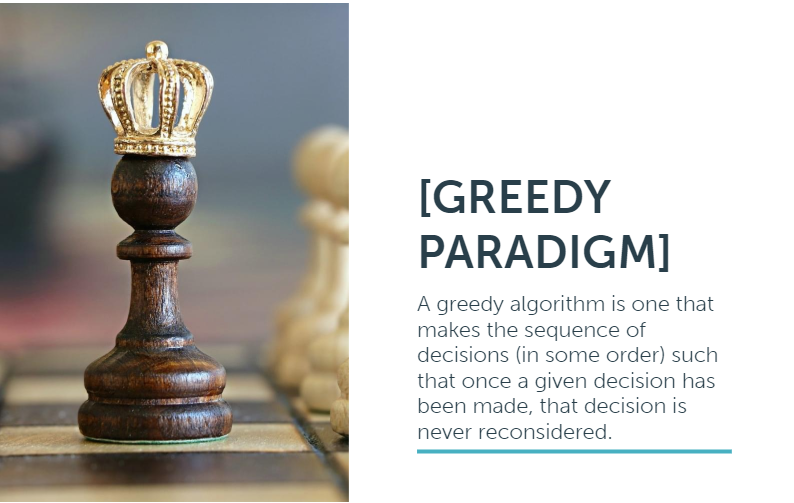 [GREEDY
PARADIGM]
A greedy algorithm is one that
makes the sequence of
decisions (in some order) such
that once a given decision has
been made, that decision is
never reconsidered.